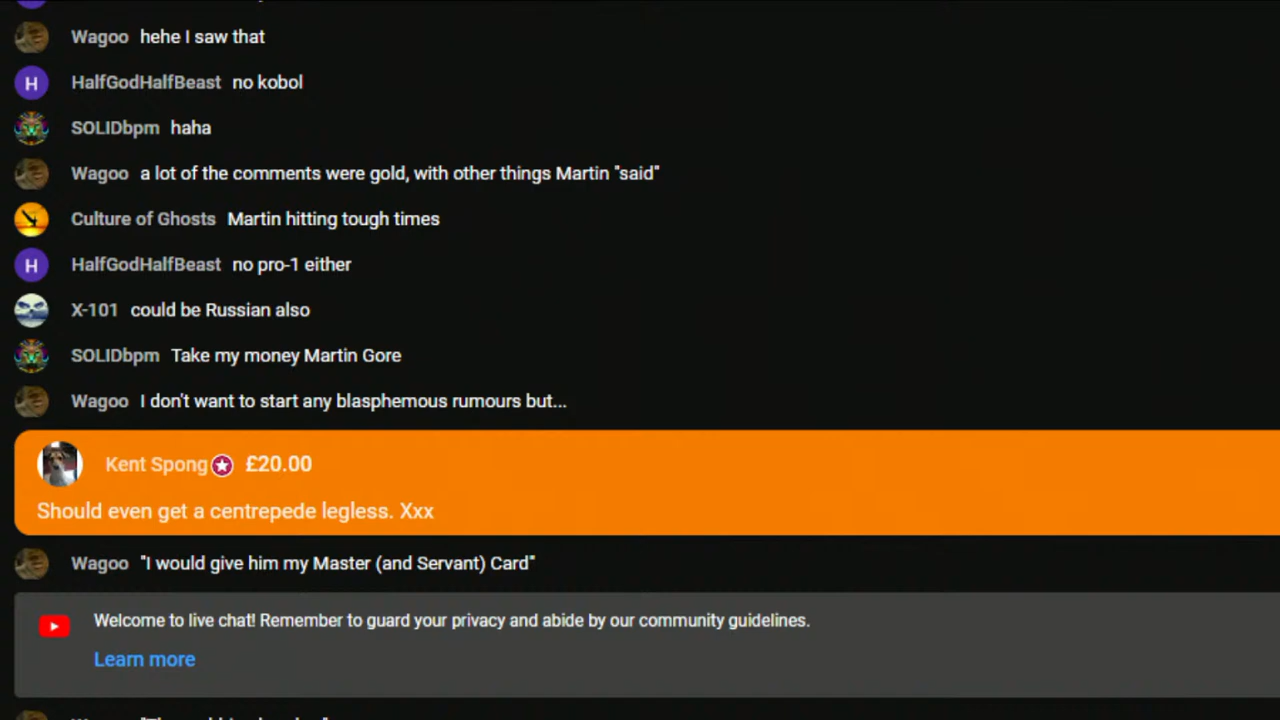 Wagoo hehe I saw that
H HalfGodHalfBeast no kobol
SOLIDbpm haha
Wagoo a lot of the comments were gold, with other things Martin "said"
Culture of Ghosts Martin hitting tough times
H HalfGodHalfBeast no pro-1 either
X-101 could be Russian also
SOLIDbpm Take my money Martin Gore
Wagoo I don't want to start any blasphemous rumours but...
Kent Spong £20.00
Should even get a centrepede legless. Xxx
Wagoo "I would give him my Master (and Servant) Card"
Welcome to live chat! Remember to guard your privacy and abide by our community guidelines.
Learn more